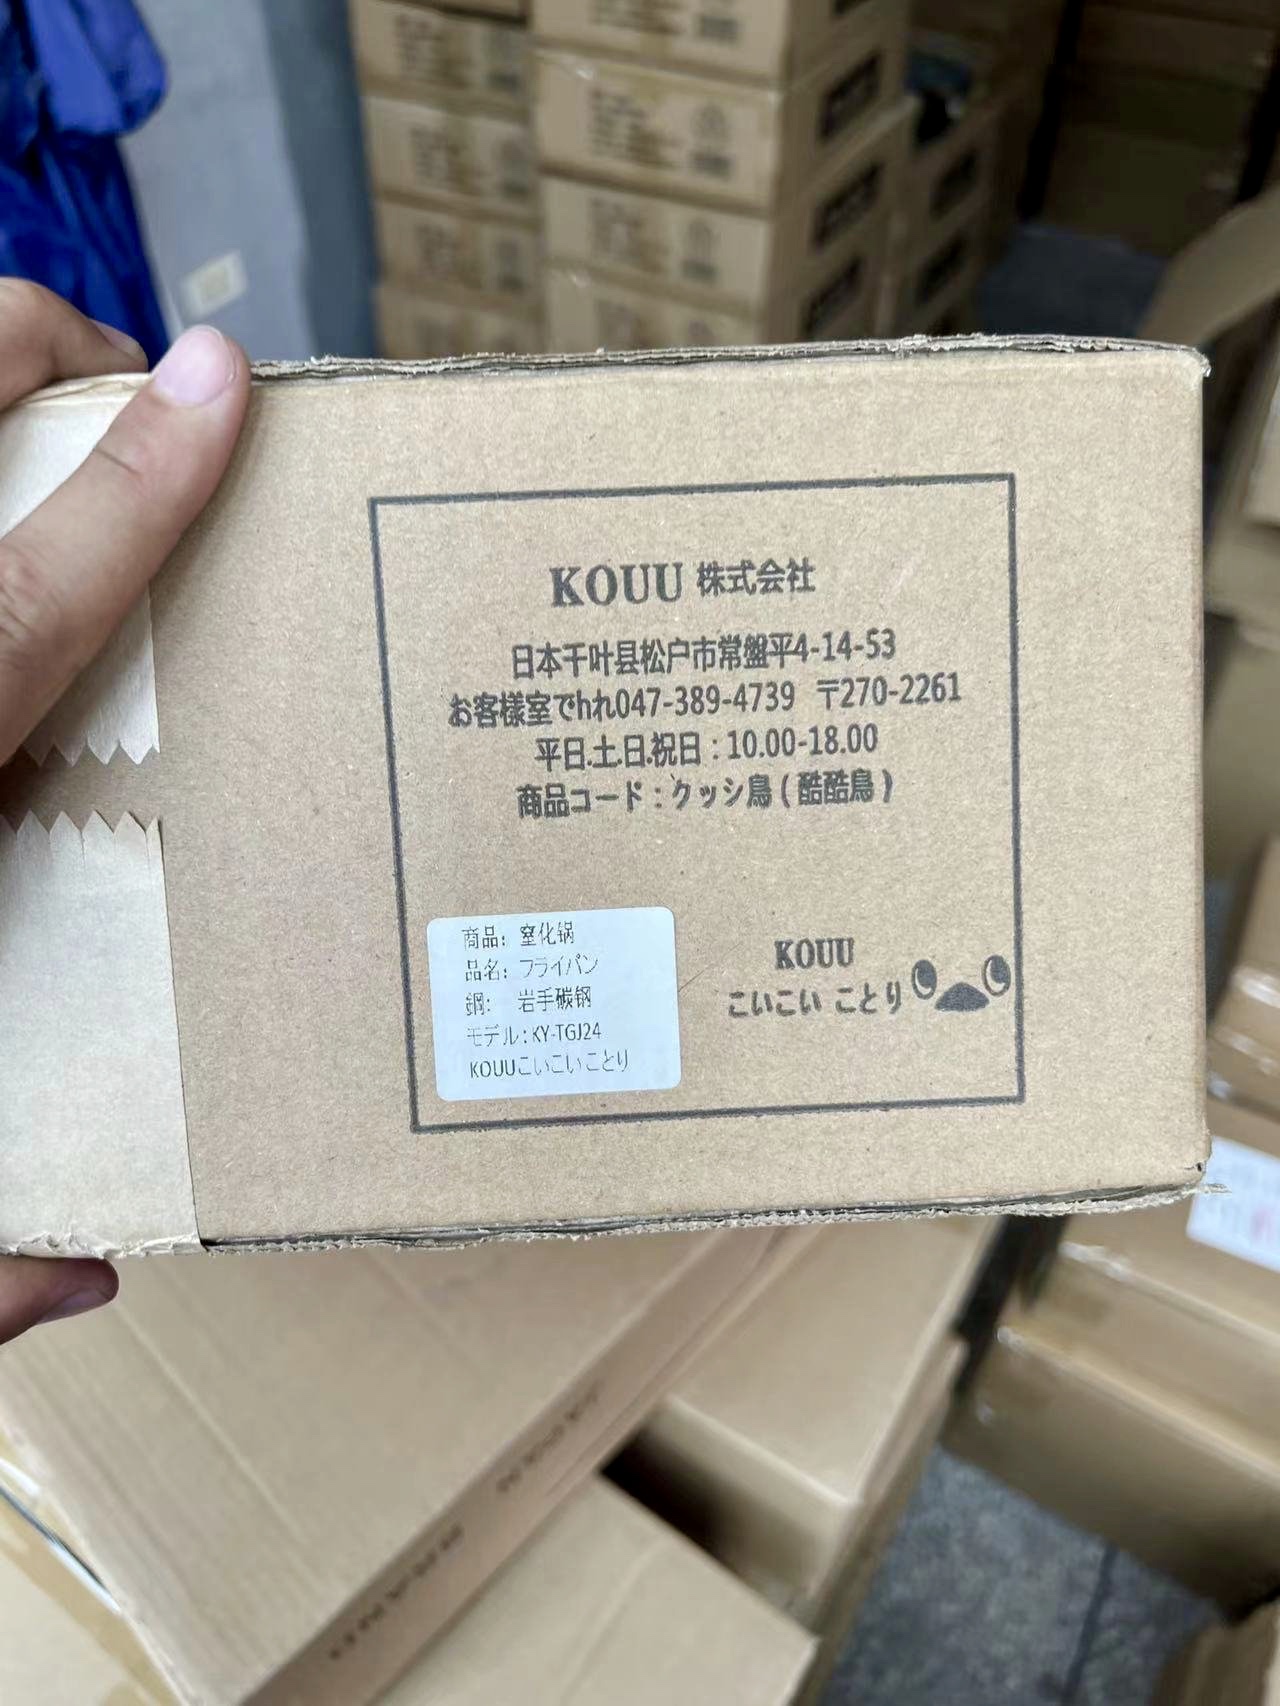 KOUU 株式会社
日本千叶县松户市常盤平4-14-53
お客様室でhれ047-389-4739 〒270-2261
平日.土.日.祝日：10.00-18.00
商品コード：クッシ鳥（酷酷鳥）
商品：窒化锅
品名：フライパン
鋼： 岩手碳钢
モデル：KY-TGJ24
KOUUこいこいことり
KOUU
こいこい ことり